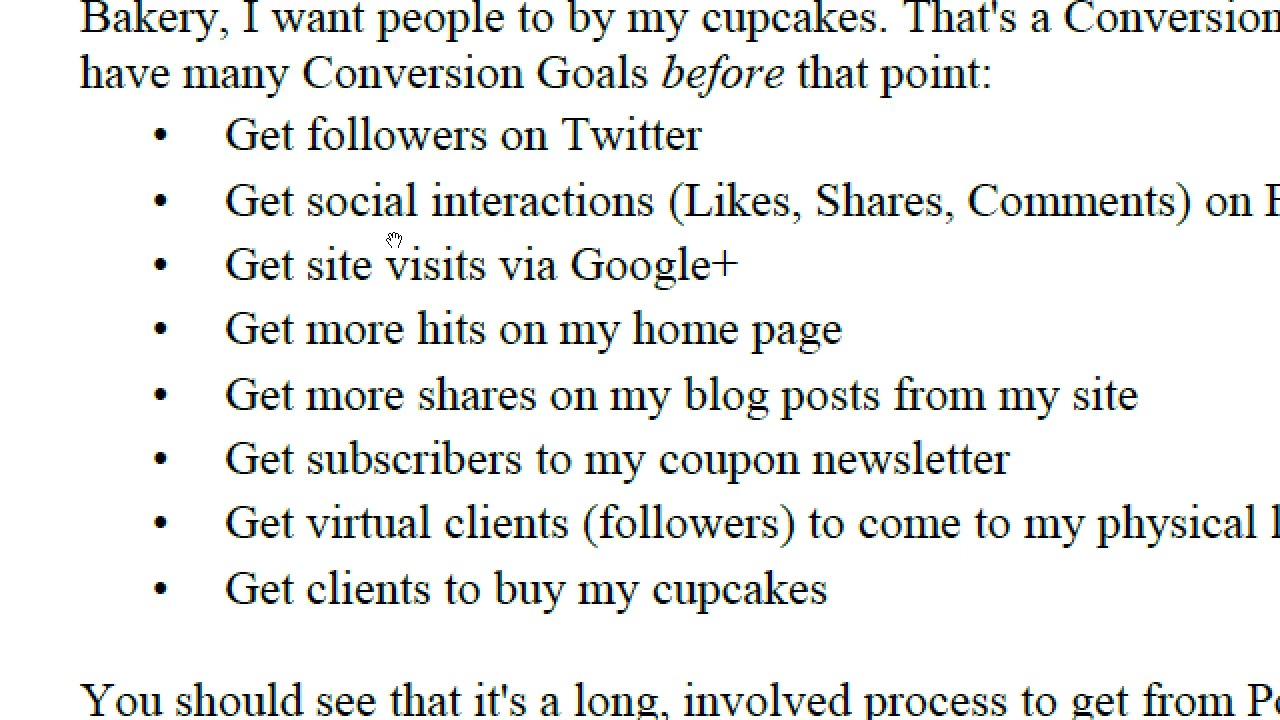 Bakery, I want people to by my cupcakes. That's a Conversion
have many Conversion Goals before that point:
• Get followers on Twitter
• Get social interactions (Likes, Shares, Comments) on
• Get site visits via Google+
• Get more hits on my home page
• Get more shares on my blog posts from my site
• Get subscribers to my coupon newsletter
• Get virtual clients (followers) to come to my physical
• Get clients to buy my cupcakes
You should see that it's a long, involved process to get from